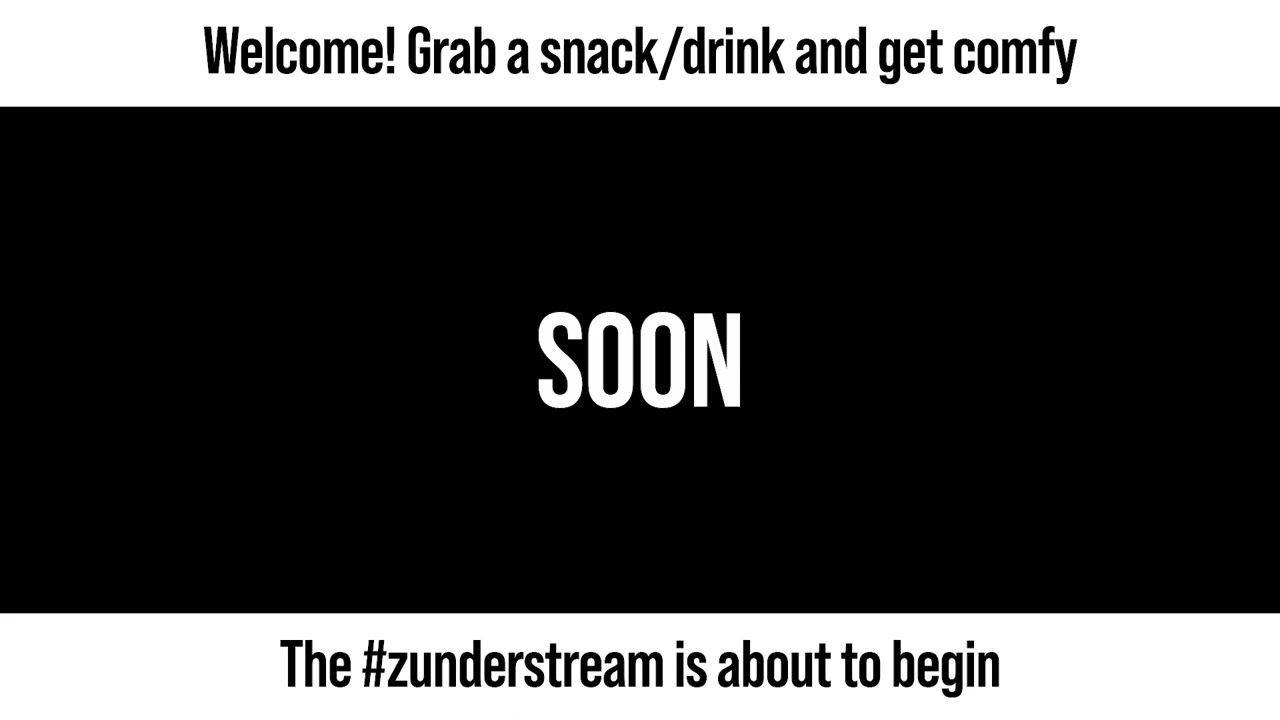 Welcome! Grab a snack/drink and get comfy
SOON
The #zunderstream is about to begin